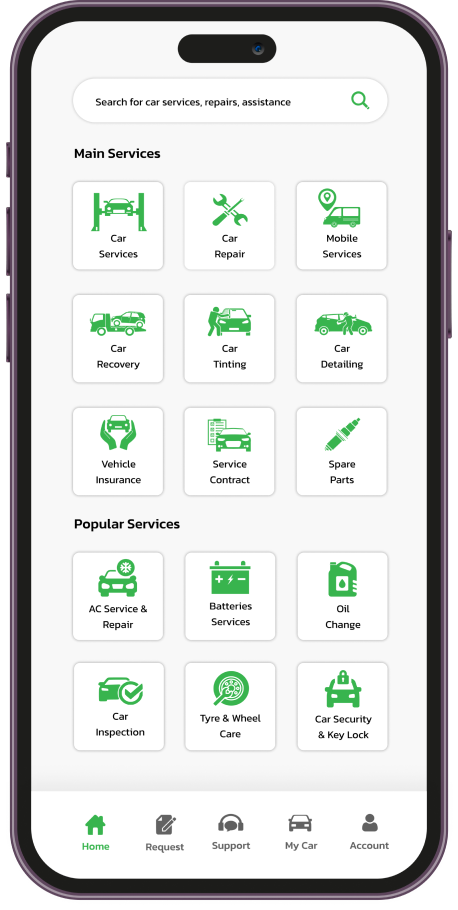 Search for car services, repairs, assistance
Main Services
Car
Services
Car
Repair
Mobile
Services
Car
Recovery
Car
Tinting
Car
Detailing
Vehicle
Insurance
Service
Contract
Spare
Parts
Popular Services
AC Service &
Repair
Batteries
Services
Oil
Change
Car
Inspection
Tyre & Wheel
Care
Car Security
& Key Lock
Home
Request
Support
My Car
Account